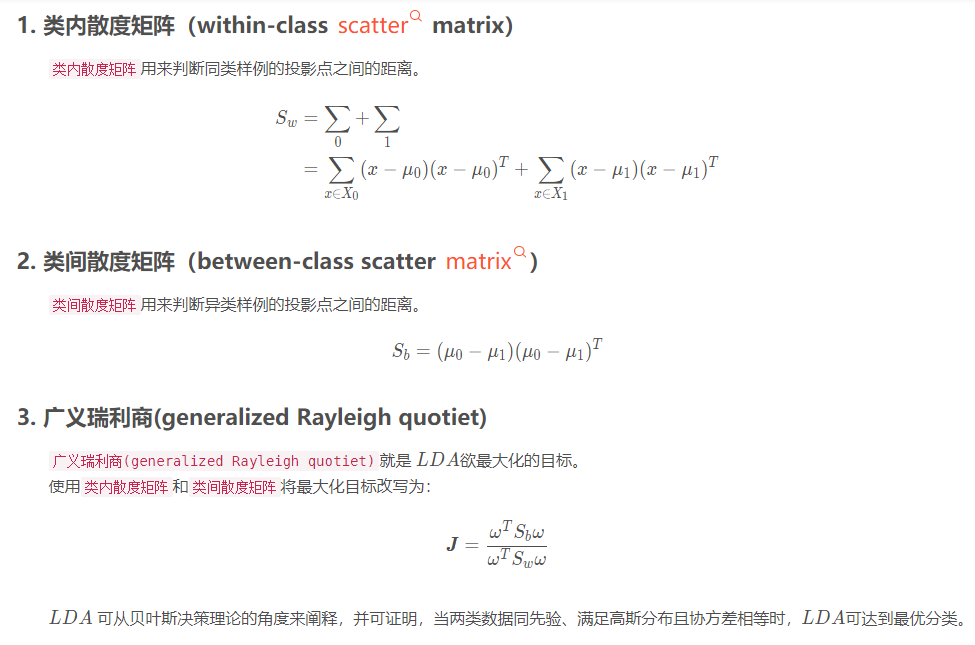 1. 类内散度矩阵（within-class scatter matrix）
类内散度矩阵 用来判断同类样例的投影点之间的距离。
S_w = ∑_0 + ∑_1
= ∑_{x∈X_0} (x − μ_0)(x − μ_0)^T + ∑_{x∈X_1} (x − μ_1)(x − μ_1)^T
2. 类间散度矩阵（between-class scatter matrix）
类间散度矩阵 用来判断异类样例的投影点之间的距离。
S_b = (μ_0 − μ_1)(μ_0 − μ_1)^T
3. 广义瑞利商(generalized Rayleigh quotiet)
广义瑞利商(generalized Rayleigh quotiet) 就是 LDA欲最大化的目标。
使用 类内散度矩阵 和 类间散度矩阵 将最大化目标改写为：
J = \frac{ω^T S_b ω}{ω^T S_w ω}
LDA 可从贝叶斯决策理论的角度来阐释，并可证明，当两类数据同先验、满足高斯分布且协方差相等时，LDA可达到最优分类。